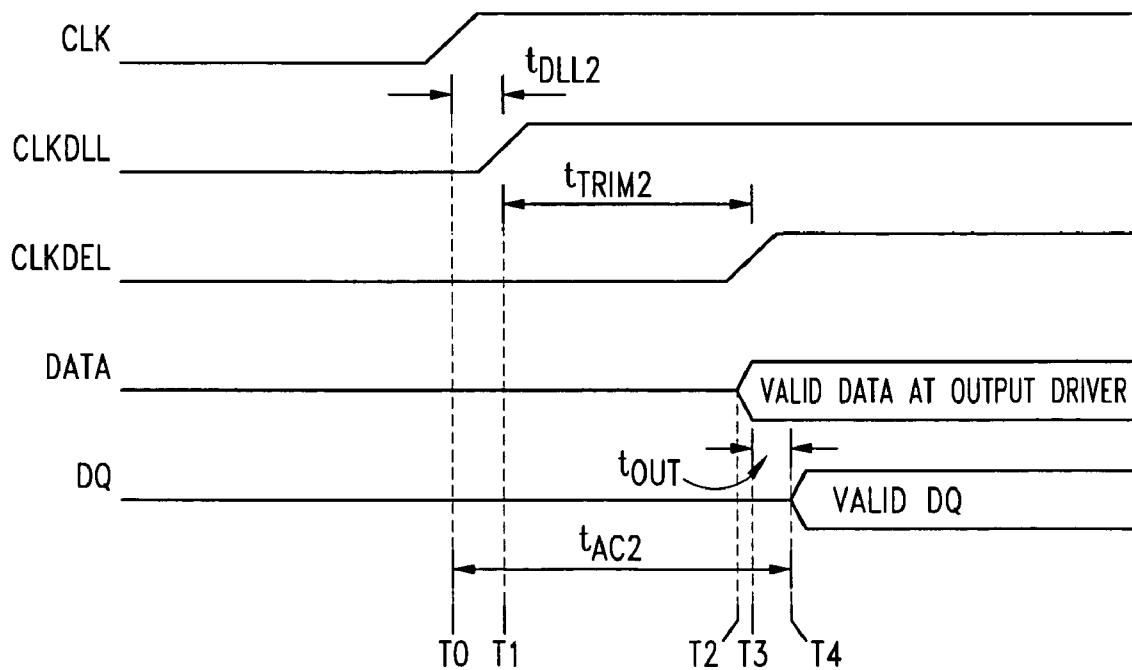 CLK
tDLL2
CLKDLL
tTRIM2
CLKDEL
DATA
VALID DATA AT OUTPUT DRIVER
tOUT
DQ
VALID DQ
tAC2
T0 T1 T2 T3 T4